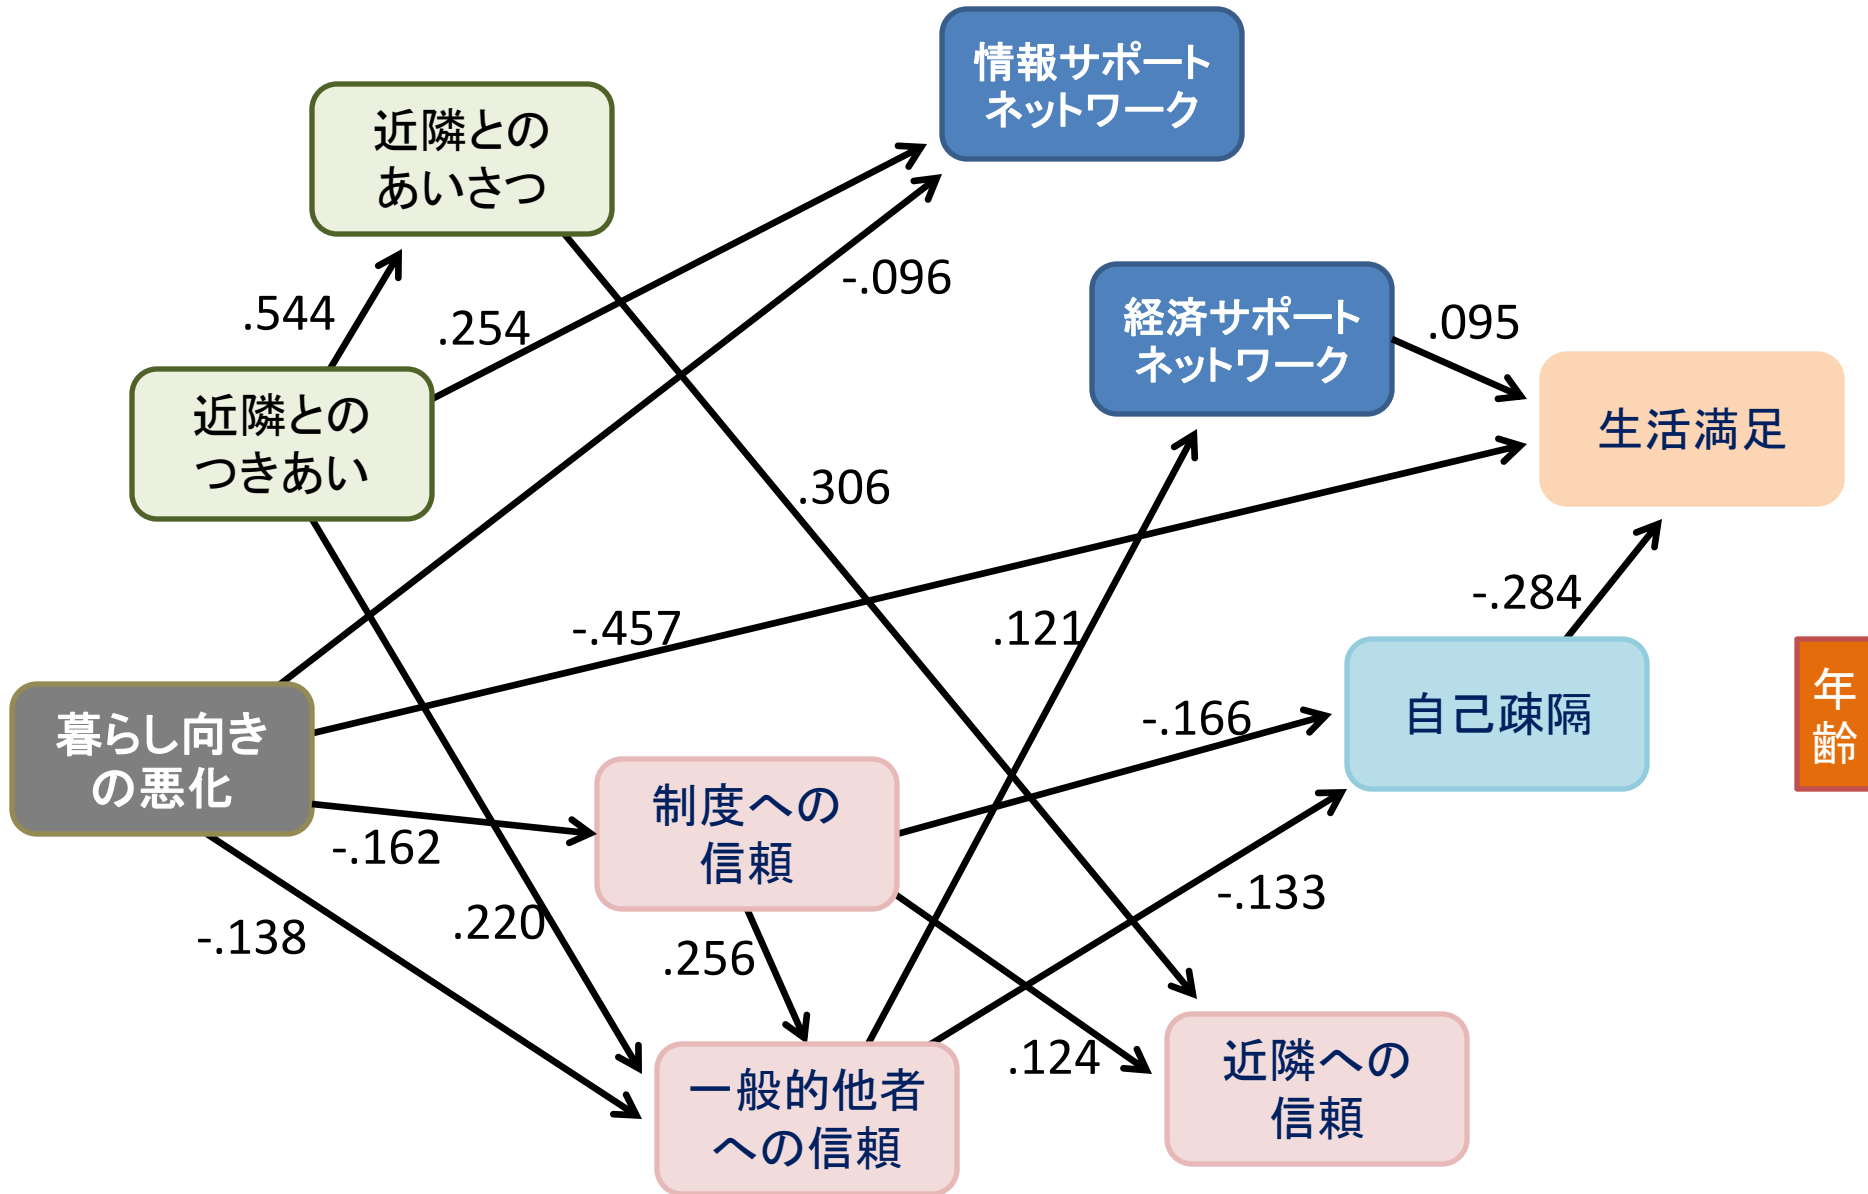 情報サポート
ネットワーク
近隣との
あいさつ
-.096
.544
.254
経済サポート
ネットワーク
.095
近隣との
つきあい
生活満足
.306
-.457
.121
-.284
暮らし向き
の悪化
-.166
自己疎隔
年
齢
制度への
信頼
-.162
-.138
.220
.256
-.133
.124
一般的他者
への信頼
近隣への
信頼